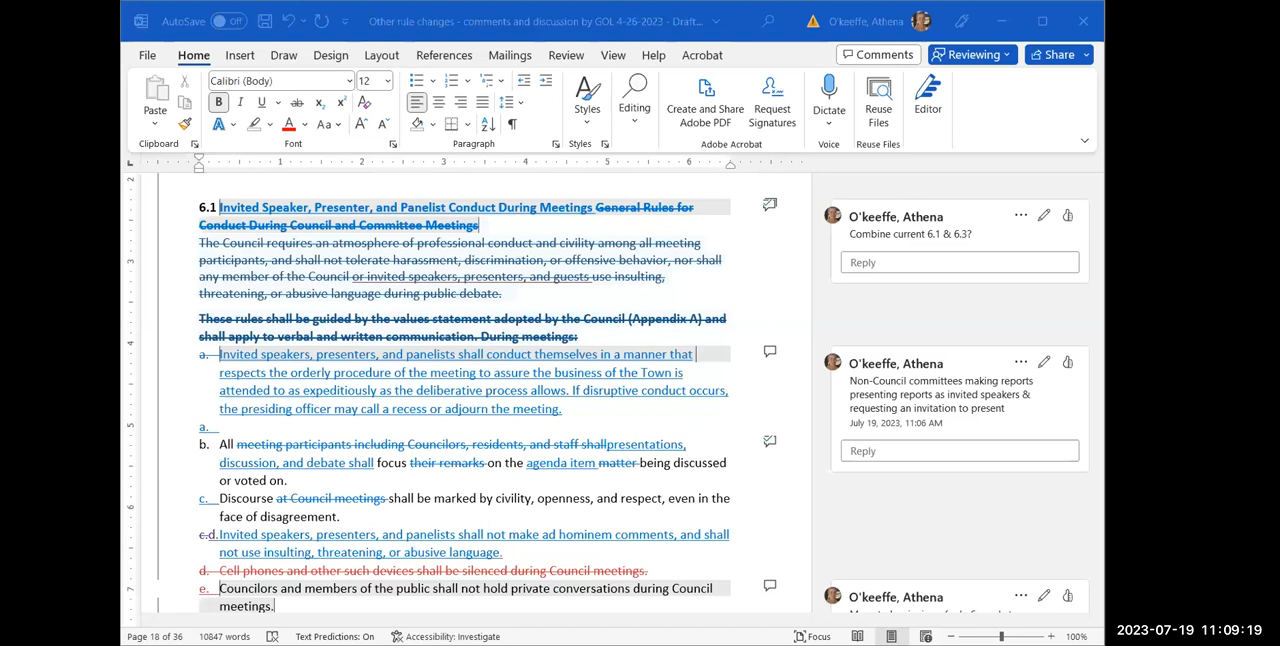 AutoSave Off Other rule changes - comments and discussion by GOL 4-26-2023 - Draft... O'keeffe, Athena
File Home Insert Draw Design Layout References Mailings Review View Help Acrobat Comments Reviewing Share
Calibri (Body) 12
Paste
B I U ab x₂ x² A
A A Aa A A
Styles Editing Create and Share Adobe PDF Request Signatures Dictate Reuse Files Editor
Clipboard Font Paragraph Styles Adobe Acrobat Voice Reuse Files
1 2 3 4 5 6
6.1 Invited Speaker, Presenter, and Panelist Conduct During Meetings General Rules for
Conduct During Council and Committee Meetings
The Council requires an atmosphere of professional conduct and civility among all meeting
participants, and shall not tolerate harassment, discrimination, or offensive behavior, nor shall
any member of the Council or invited speakers, presenters, and guests use insulting,
threatening, or abusive language during public debate.
These rules shall be guided by the values statement adopted by the Council (Appendix A) and
shall apply to verbal and written communication. During meetings:
a. Invited speakers, presenters, and panelists shall conduct themselves in a manner that
respects the orderly procedure of the meeting to assure the business of the Town is
attended to as expeditiously as the deliberative process allows. If disruptive conduct occurs,
the presiding officer may call a recess or adjourn the meeting.
a.
b. All meeting participants including Councilors, residents, and staff shallpresentations,
discussion, and debate shall focus their remarks on the agenda item matter being discussed
or voted on.
c. Discourse at Council meetings shall be marked by civility, openness, and respect, even in the
face of disagreement.
c.d. Invited speakers, presenters, and panelists shall not make ad hominem comments, and shall
not use insulting, threatening, or abusive language.
d. Cell phones and other such devices shall be silenced during Council meetings.
e. Councilors and members of the public shall not hold private conversations during Council
meetings.
O'keeffe, Athena
Combine current 6.1 & 6.3?
Reply
O'keeffe, Athena
Non-Council committees making reports
presenting reports as invited speakers &
requesting an invitation to present
July 19, 2023, 11:06 AM
Reply
O'keeffe, Athena
Page 18 of 36 10847 words Text Predictions: On Accessibility: Investigate Focus 100%
2023-07-19 11:09:19